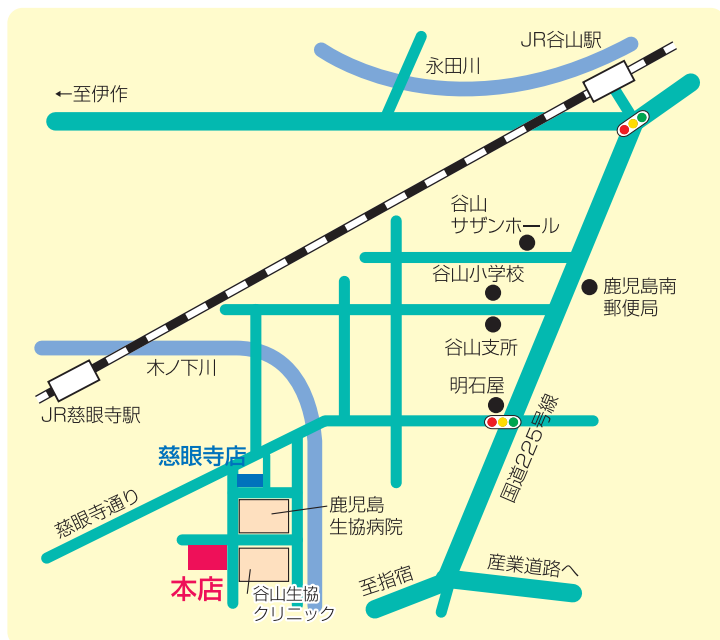 JR谷山駅
永田川
←至伊作
谷山
サザンホール
谷山小学校
鹿児島南
郵便局
谷山支所
木ノ下川
明石屋
JR慈眼寺駅
国道225号線
慈眼寺店
慈眼寺通り
鹿児島
生協病院
本店
谷山生協
クリニック
至指宿
産業道路へ